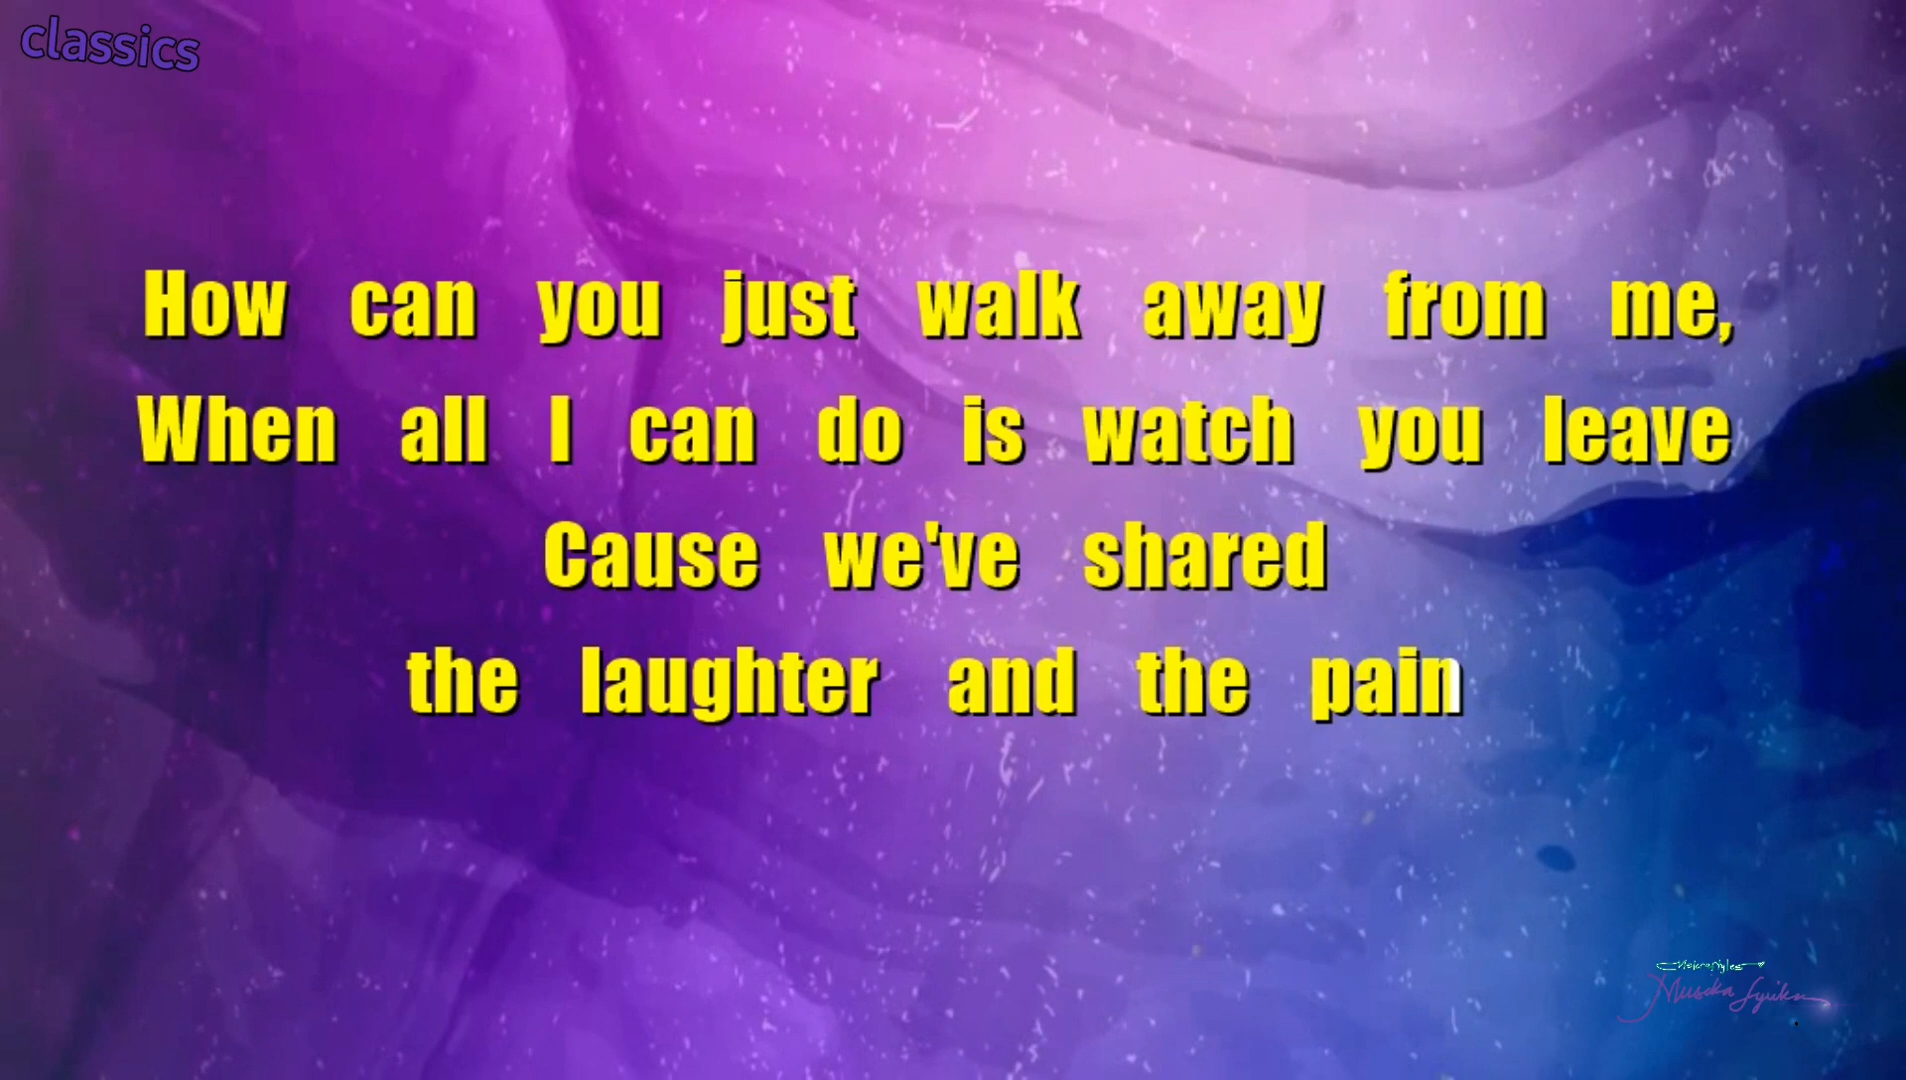 classics
How can you just walk away from me,
When all I can do is watch you leave
Cause we've shared
the laughter and the pain